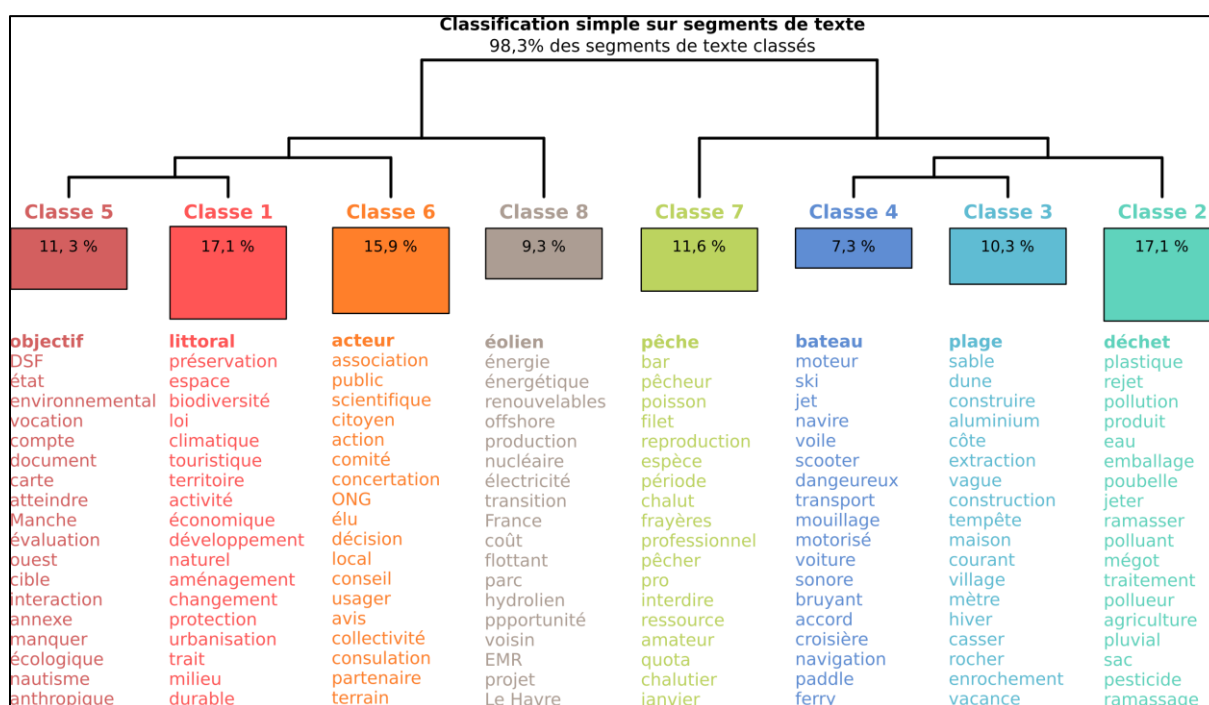 Classification simple sur segments de texte
98,3% des segments de texte classés
Classe 5 Classe 1 Classe 6 Classe 8 Classe 7 Classe 4 Classe 3 Classe 2
11, 3 % 17,1 % 15,9 % 9,3 % 11,6 % 7,3 % 10,3 % 17,1 %
objectif littoral acteur éolien pêche bateau plage déchet
DSF préservation association énergie bar moteur sable plastique
état espace public énergétique pêcheur ski dune rejet
environnemental biodiversité scientifique renouvelables poisson jet construire pollution
vocation loi citoyen offshore filet navire aluminium produit
compte climatique action production reproduction voile côte eau
document touristique comité nucléaire espèce scooter extraction emballage
carte territoire concertation électricité période dangeureux vague poubelle
atteindre activité ONG transition chalut transport construction jeter
Manche économique élu France frayères mouillage tempête ramasser
évaluation développement décision coût professionnel motorisé maison polluant
ouest naturel local flottant pêcher voiture courant mégot
cible aménagement conseil parc pro sonore village traitement
interaction changement usager hydrolien interdire bruyant mètre pollueur
annexe protection avis ppportunité ressource accord hiver agriculture
manquer urbanisation collectivité voisin amateur croisière casser pluvial
écologique trait consulation EMR quota navigation rocher sac
nautisme milieu partenaire projet chalutier paddle enrochement pesticide
anthropique durable terrain Le Havre janvier ferry vacance ramassage